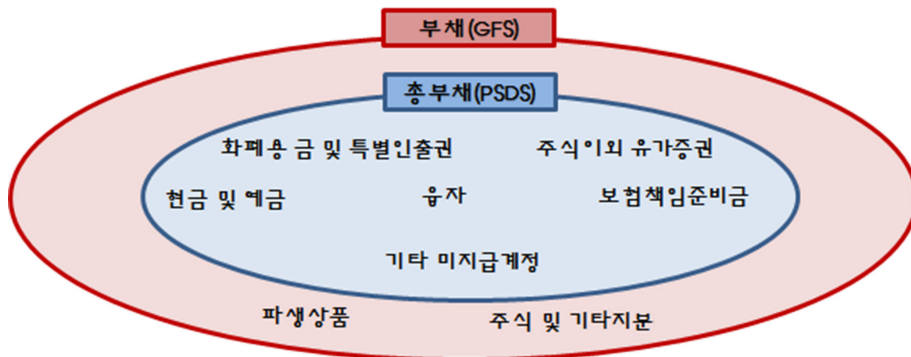 부채(GFS)
총부채(PSDS)
화폐용 금 및 특별인출권 주식이외 유가증권
현금 및 예금 융자 보험책임준비금
기타 미지급계정
파생상품 주식 및 기타지분